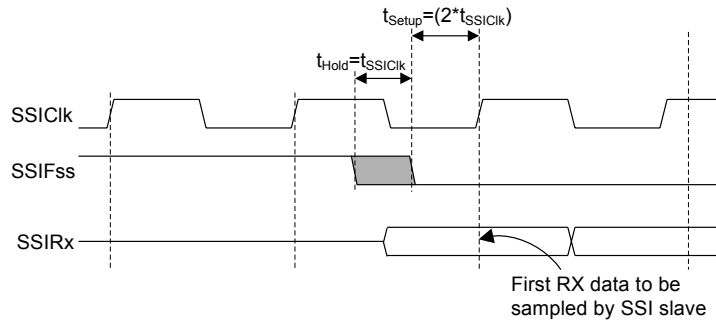 tSetup=(2*tSSIClk)
tHold=tSSIClk
SSIClk
SSIFss
SSIRx
First RX data to be
sampled by SSI slave